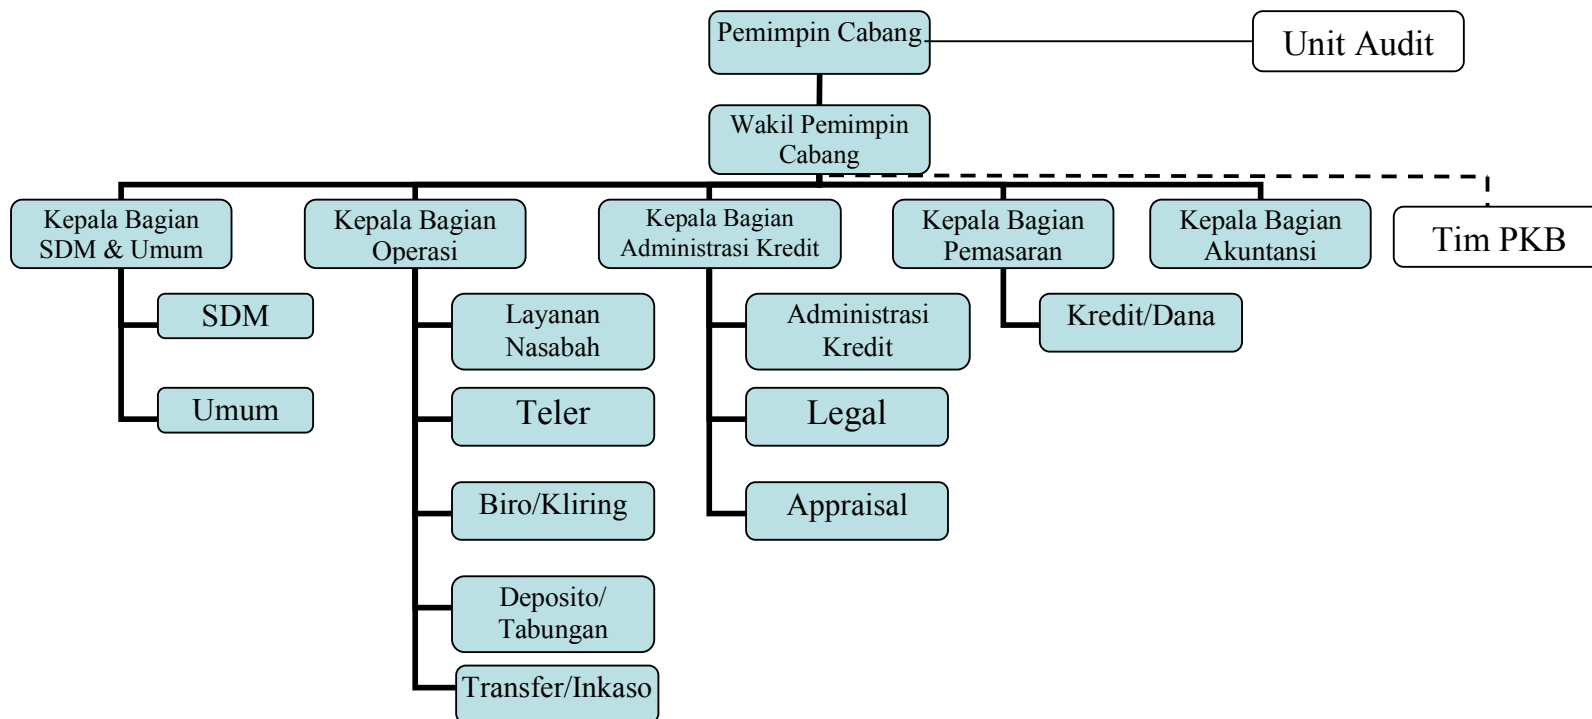 Pemimpin Cabang
Unit Audit
Wakil Pemimpin
Cabang
Kepala Bagian
SDM & Umum
Kepala Bagian
Operasi
Kepala Bagian
Administrasi Kredit
Kepala Bagian
Pemasaran
Kepala Bagian
Akuntansi
Tim PKB
SDM
Umum
Layanan
Nasabah
Teler
Biro/Kliring
Deposito/
Tabungan
Transfer/Inkaso
Administrasi
Kredit
Legal
Appraisal
Kredit/Dana